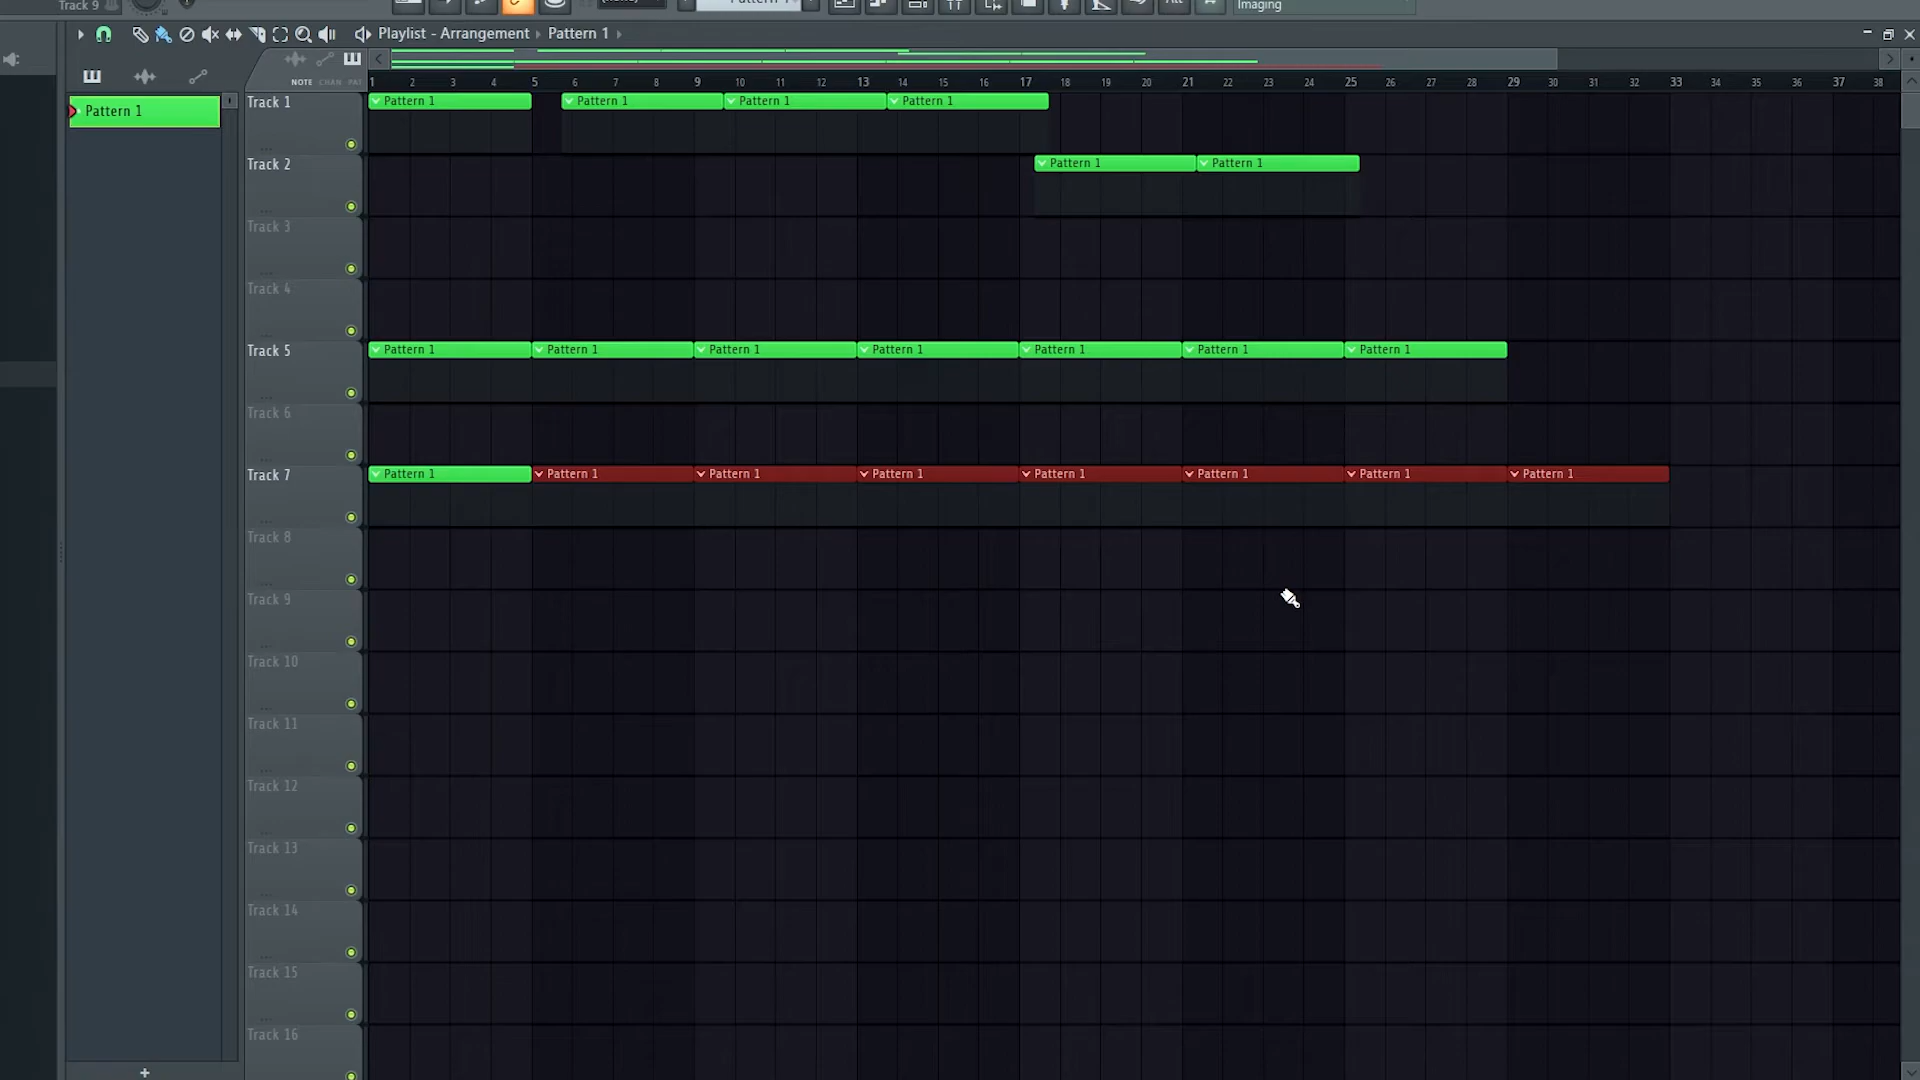 Track 9
Pattern 1
Imaging
Playlist - Arrangement Pattern 1
NOTE CHAN PAT
1 2 3 4 5 6 7 8 9 10 11 12 13 14 15 16 17 18 19 20 21 22 23 24 25 26 27 28 29 30 31 32 33 34 35 36 37 38
Pattern 1
Track 1 Pattern 1 Pattern 1 Pattern 1 Pattern 1
Track 2 Pattern 1 Pattern 1
Track 3
Track 4
Track 5 Pattern 1 Pattern 1 Pattern 1 Pattern 1 Pattern 1 Pattern 1 Pattern 1
Track 6
Track 7 Pattern 1 Pattern 1 Pattern 1 Pattern 1 Pattern 1 Pattern 1 Pattern 1 Pattern 1
Track 8
Track 9
Track 10
Track 11
Track 12
Track 13
Track 14
Track 15
Track 16